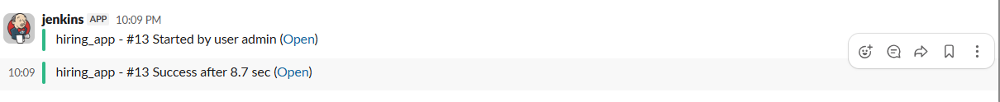 jenkins APP 10:09 PM
hiring_app - #13 Started by user admin (Open)
10:09 hiring_app - #13 Success after 8.7 sec (Open)